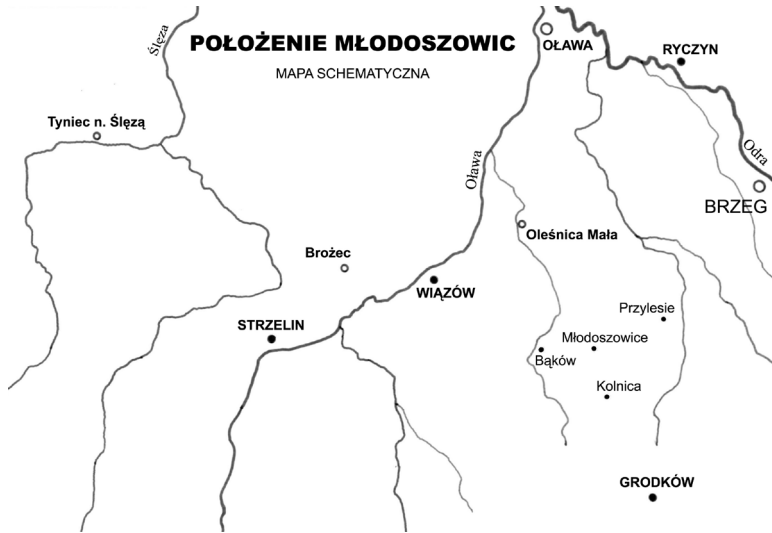 POŁOŻENIE MŁODOSZOWIC
MAPA SCHEMATYCZNA
Ślęza
OŁAWA
RYCZYN
Tyniec n. Ślęzą
Oława
Odra
BRZEG
Oleśnica Mała
Brożec
WIĄZÓW
STRZELIN
Przylesie
Młodoszowice
Bąków
Kolnica
GRODKÓW